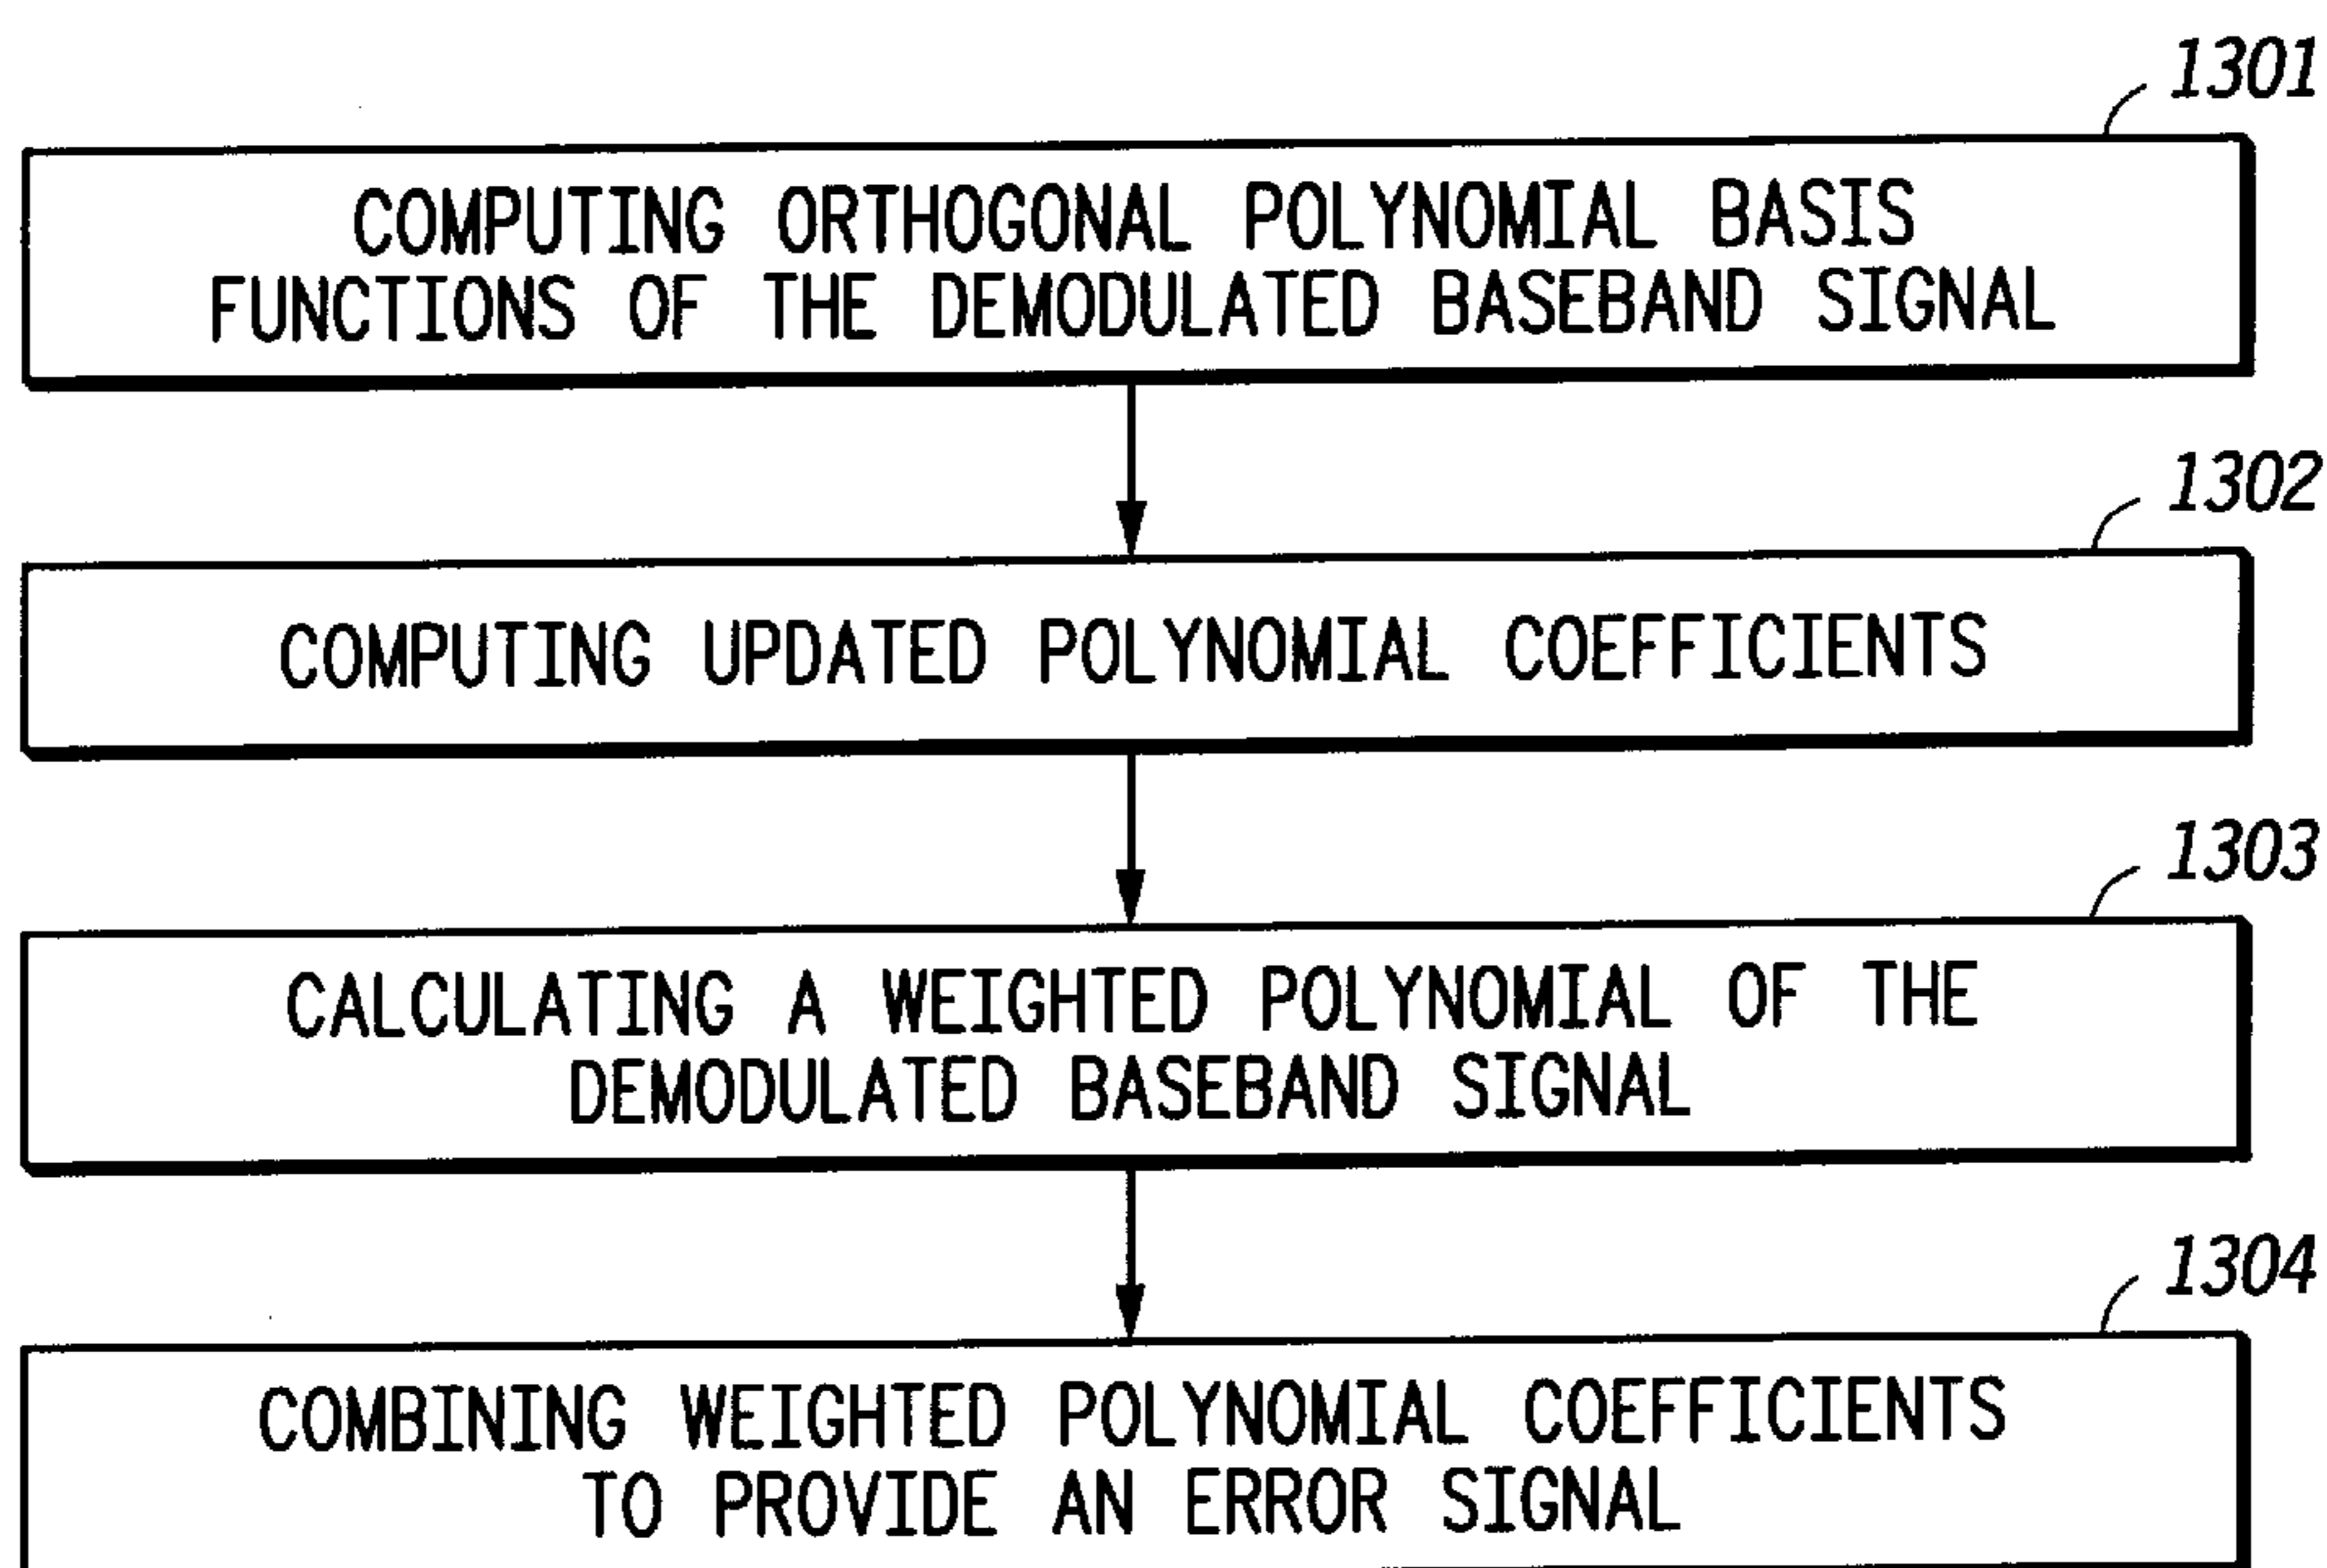 1301
COMPUTING ORTHOGONAL POLYNOMIAL BASIS
FUNCTIONS OF THE DEMODULATED BASEBAND SIGNAL
1302
COMPUTING UPDATED POLYNOMIAL COEFFICIENTS
1303
CALCULATING A WEIGHTED POLYNOMIAL OF THE
DEMODULATED BASEBAND SIGNAL
1304
COMBINING WEIGHTED POLYNOMIAL COEFFICIENTS
TO PROVIDE AN ERROR SIGNAL